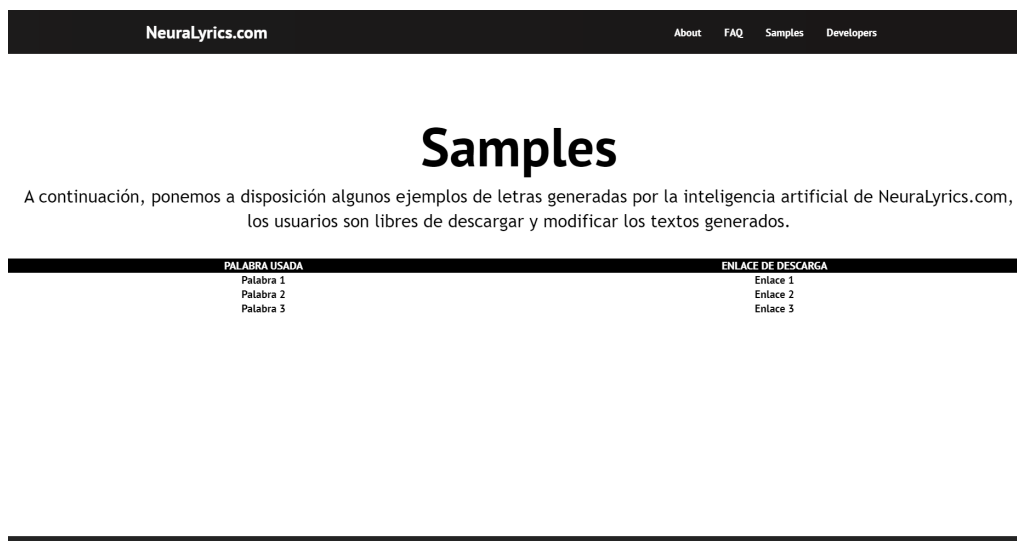 NeuraLyrics.com About FAQ Samples Developers
Samples
A continuación, ponemos a disposición algunos ejemplos de letras generadas por la inteligencia artificial de NeuraLyrics.com,
los usuarios son libres de descargar y modificar los textos generados.
PALABRA USADA ENLACE DE DESCARGA
Palabra 1 Enlace 1
Palabra 2 Enlace 2
Palabra 3 Enlace 3